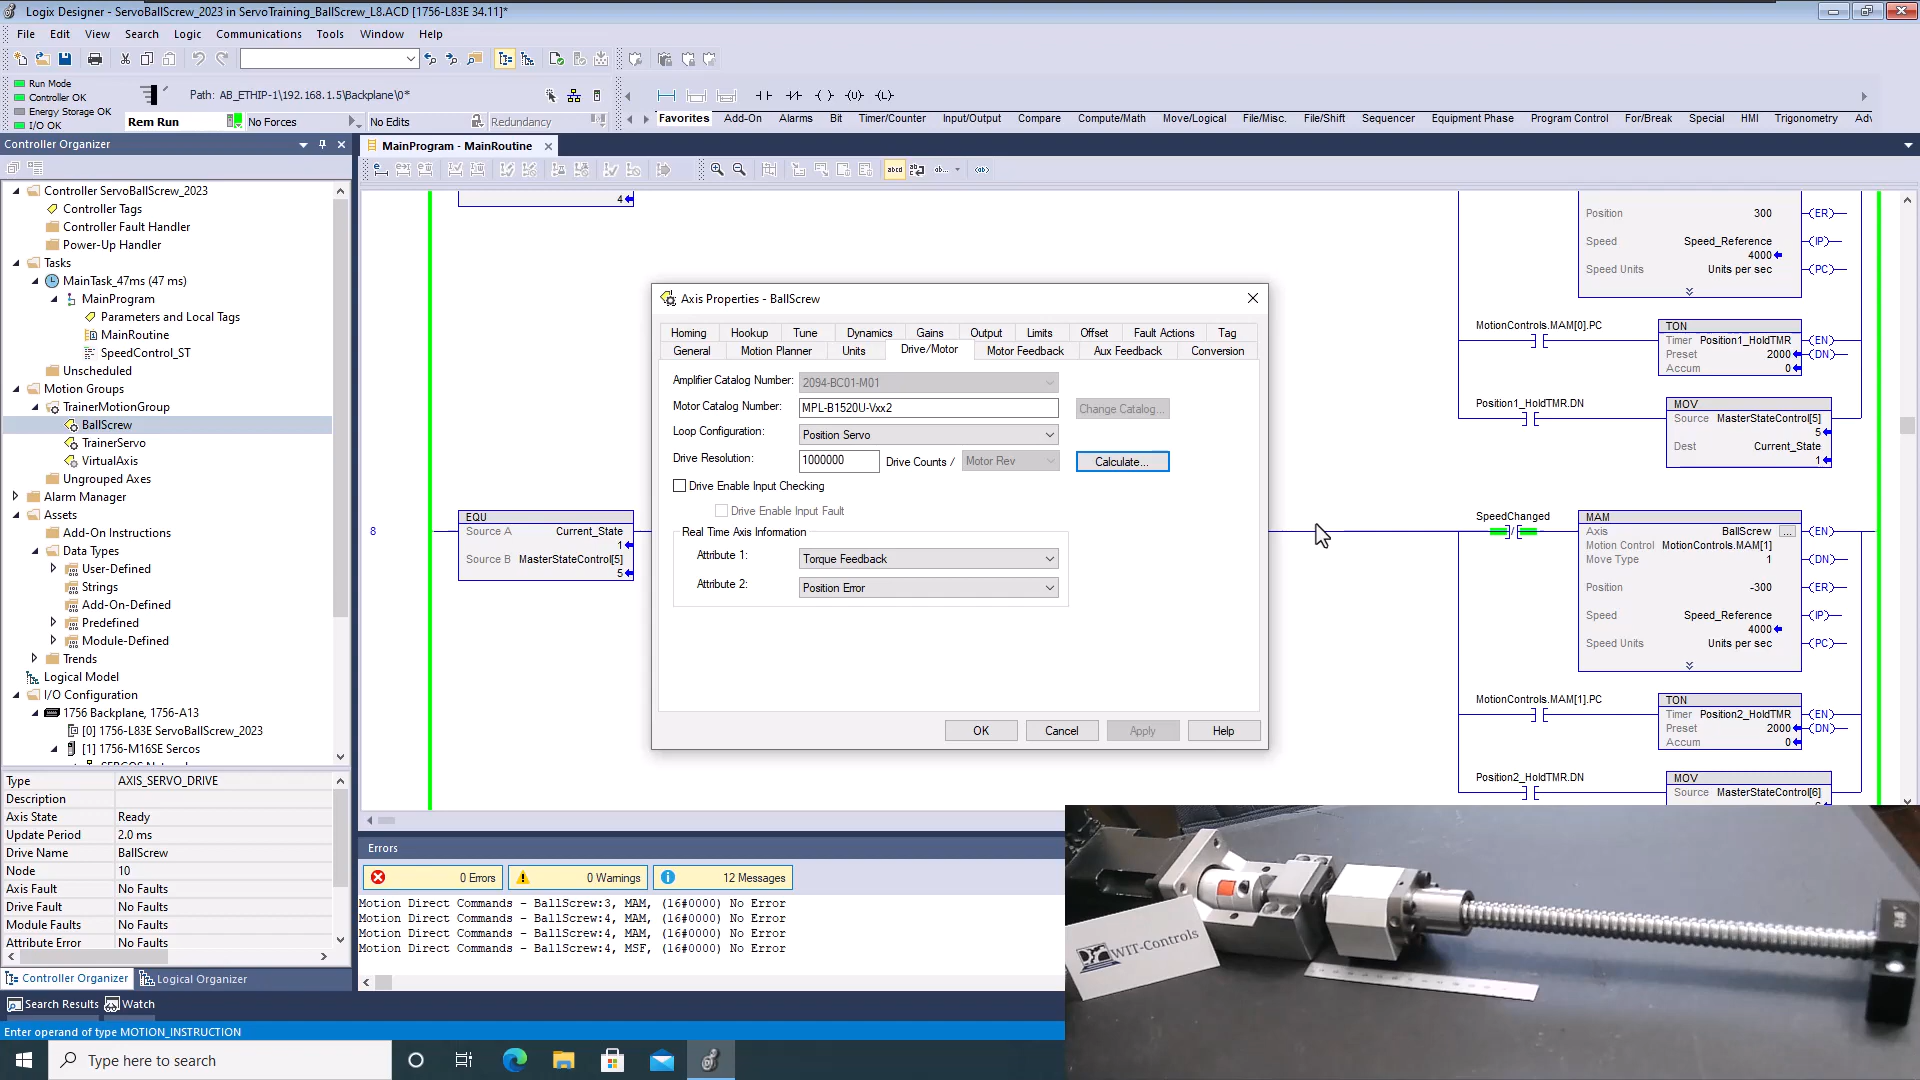 Logix Designer - ServoBallScrew_2023 in ServoTraining_BallScrew_L8.ACD [1756-L83E 34.11]*
File Edit View Search Logic Communications Tools Window Help
Run Mode
Controller OK
Energy Storage OK
I/O OK
Path: AB_ETHIP-1\192.168.1.5\Backplane\0*
Rem Run No Forces No Edits Redundancy
Favorites Add-On Alarms Bit Timer/Counter Input/Output Compare Compute/Math Move/Logical File/Misc. File/Shift Sequencer Equipment Phase Program Control For/Break Special HMI Trigonometry Adv
Controller Organizer
MainProgram - MainRoutine
Controller ServoBallScrew_2023
Controller Tags
Controller Fault Handler
Power-Up Handler
Tasks
MainTask_47ms (47 ms)
MainProgram
Parameters and Local Tags
MainRoutine
SpeedControl_ST
Unscheduled
Motion Groups
TrainerMotionGroup
BallScrew
TrainerServo
VirtualAxis
Ungrouped Axes
Alarm Manager
Assets
Add-On Instructions
Data Types
User-Defined
Strings
Add-On-Defined
Predefined
Module-Defined
Trends
Logical Model
I/O Configuration
1756 Backplane, 1756-A13
[0] 1756-L83E ServoBallScrew_2023
[1] 1756-M16SE Sercos
Type AXIS_SERVO_DRIVE
Description
Axis State Ready
Update Period 2.0 ms
Drive Name BallScrew
Node 10
Axis Fault No Faults
Drive Fault No Faults
Module Faults No Faults
Attribute Error No Faults
Controller Organizer Logical Organizer
Search Results Watch
Enter operand of type MOTION_INSTRUCTION
Type here to search
4
8
EQU
Source A Current_State
1
Source B MasterStateControl[5]
5
Axis Properties - BallScrew
Homing Hookup Tune Dynamics Gains Output Limits Offset Fault Actions Tag
General Motion Planner Units Drive/Motor Motor Feedback Aux Feedback Conversion
Amplifier Catalog Number: 2094-BC01-M01
Motor Catalog Number: MPL-B1520U-Vxx2 Change Catalog...
Loop Configuration: Position Servo
Drive Resolution: 1000000 Drive Counts / Motor Rev Calculate...
Drive Enable Input Checking
Drive Enable Input Fault
Real Time Axis Information
Attribute 1: Torque Feedback
Attribute 2: Position Error
OK Cancel Apply Help
Position 300 (ER)
Speed Speed_Reference (IP)
4000
Speed Units Units per sec (PC)
MotionControls.MAM[0].PC
TON
Timer Position1_HoldTMR (EN)
Preset 2000 (DN)
Accum 0
Position1_HoldTMR.DN
MOV
Source MasterStateControl[5]
5
Dest Current_State
1
SpeedChanged
MAM
Axis BallScrew ... (EN)
Motion Control MotionControls.MAM[1]
Move Type 1 (DN)
Position -300 (ER)
Speed Speed_Reference (IP)
4000
Speed Units Units per sec (PC)
MotionControls.MAM[1].PC
TON
Timer Position2_HoldTMR (EN)
Preset 2000 (DN)
Accum 0
Position2_HoldTMR.DN
MOV
Source MasterStateControl[6]
Errors
0 Errors 0 Warnings 12 Messages
Motion Direct Commands - BallScrew:3, MAM, (16#0000) No Error
Motion Direct Commands - BallScrew:4, MAM, (16#0000) No Error
Motion Direct Commands - BallScrew:4, MAM, (16#0000) No Error
Motion Direct Commands - BallScrew:4, MSF, (16#0000) No Error
WIT-Controls